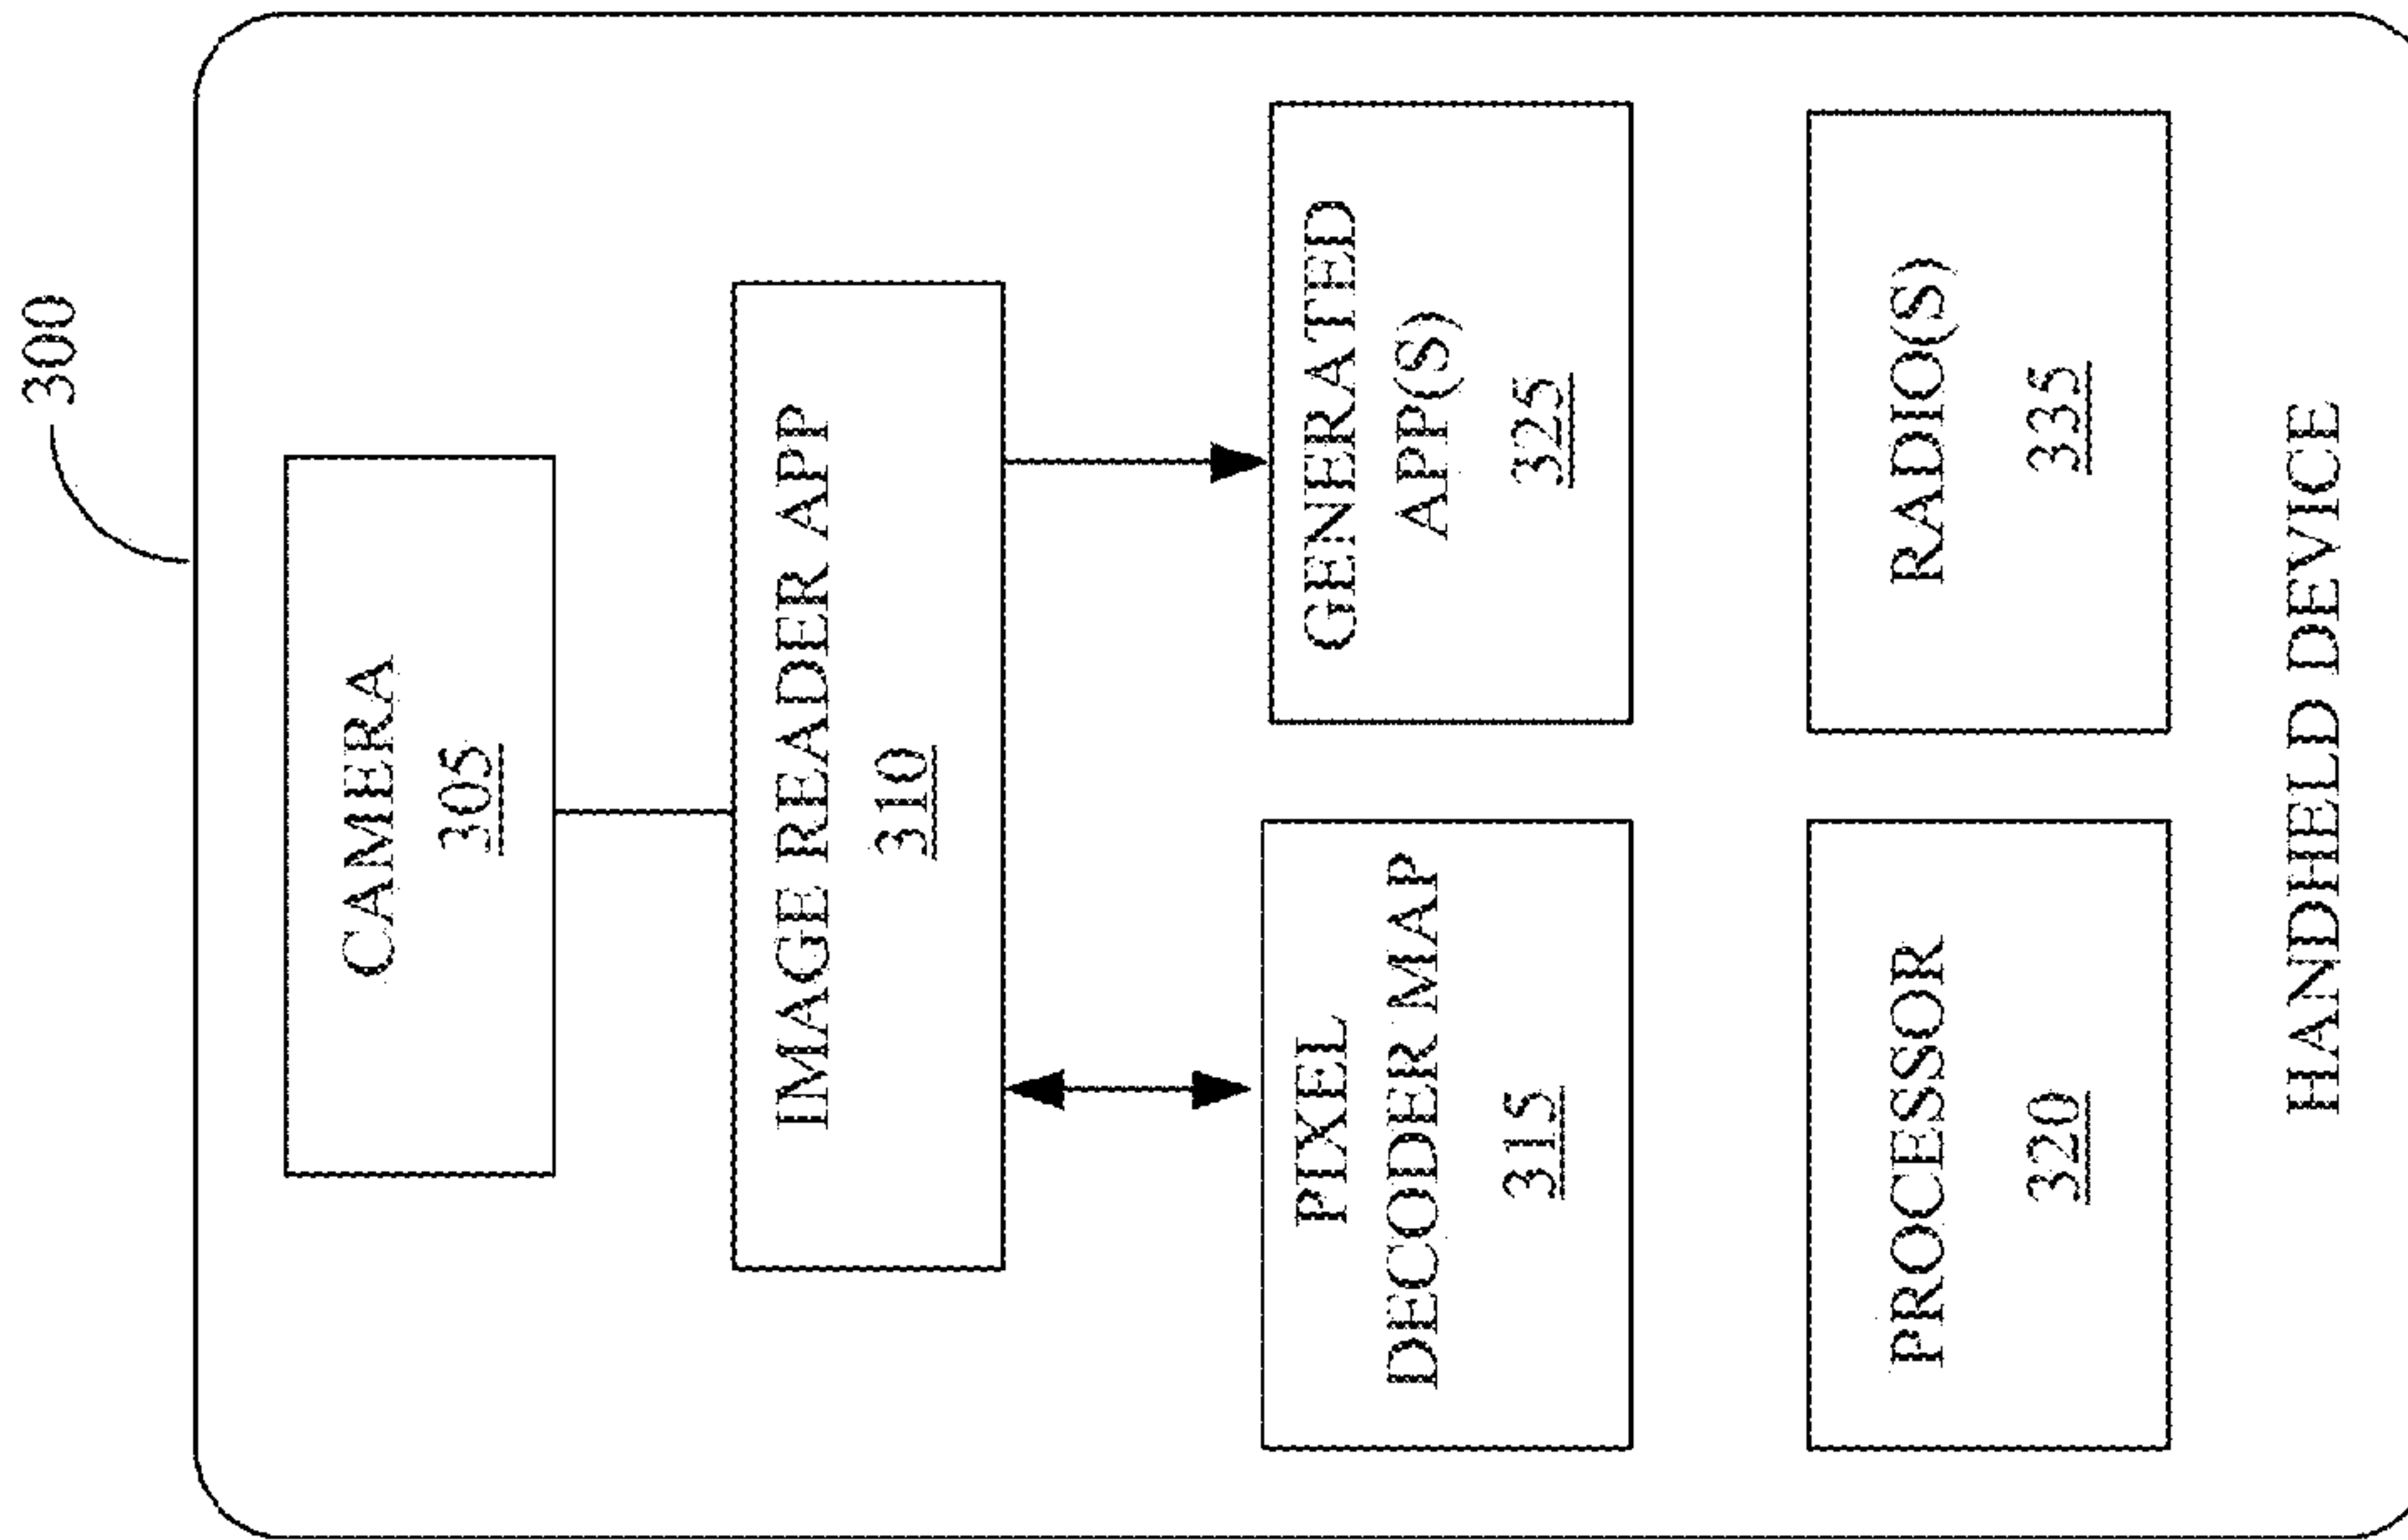 300
CAMERA
305
IMAGE READER APP
310
PIXEL
DECODER MAP
315
GENERATED
APP(S)
325
PROCESSOR
320
RADIO(S)
335
HANDHELD DEVICE